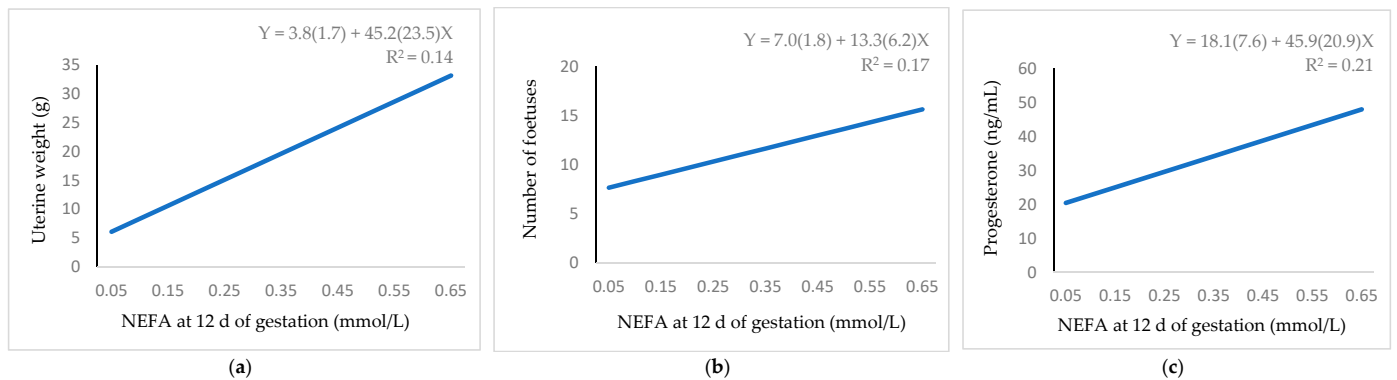 Y = 3.8(1.7) + 45.2(23.5)X
R² = 0.14
35
30
25
20
15
10
5
0
Uterine weight (g)
0.05 0.15 0.25 0.35 0.45 0.55 0.65
NEFA at 12 d of gestation (mmol/L)
(a)
Y = 7.0(1.8) + 13.3(6.2)X
R² = 0.17
20
15
10
5
0
Number of foetuses
0.05 0.15 0.25 0.35 0.45 0.55 0.65
NEFA at 12 d of gestation (mmol/L)
(b)
Y = 18.1(7.6) + 45.9(20.9)X
R² = 0.21
60
50
40
30
20
10
0
Progesterone (ng/mL)
0.05 0.15 0.25 0.35 0.45 0.55 0.65
NEFA at 12 d of gestation (mmol/L)
(c)